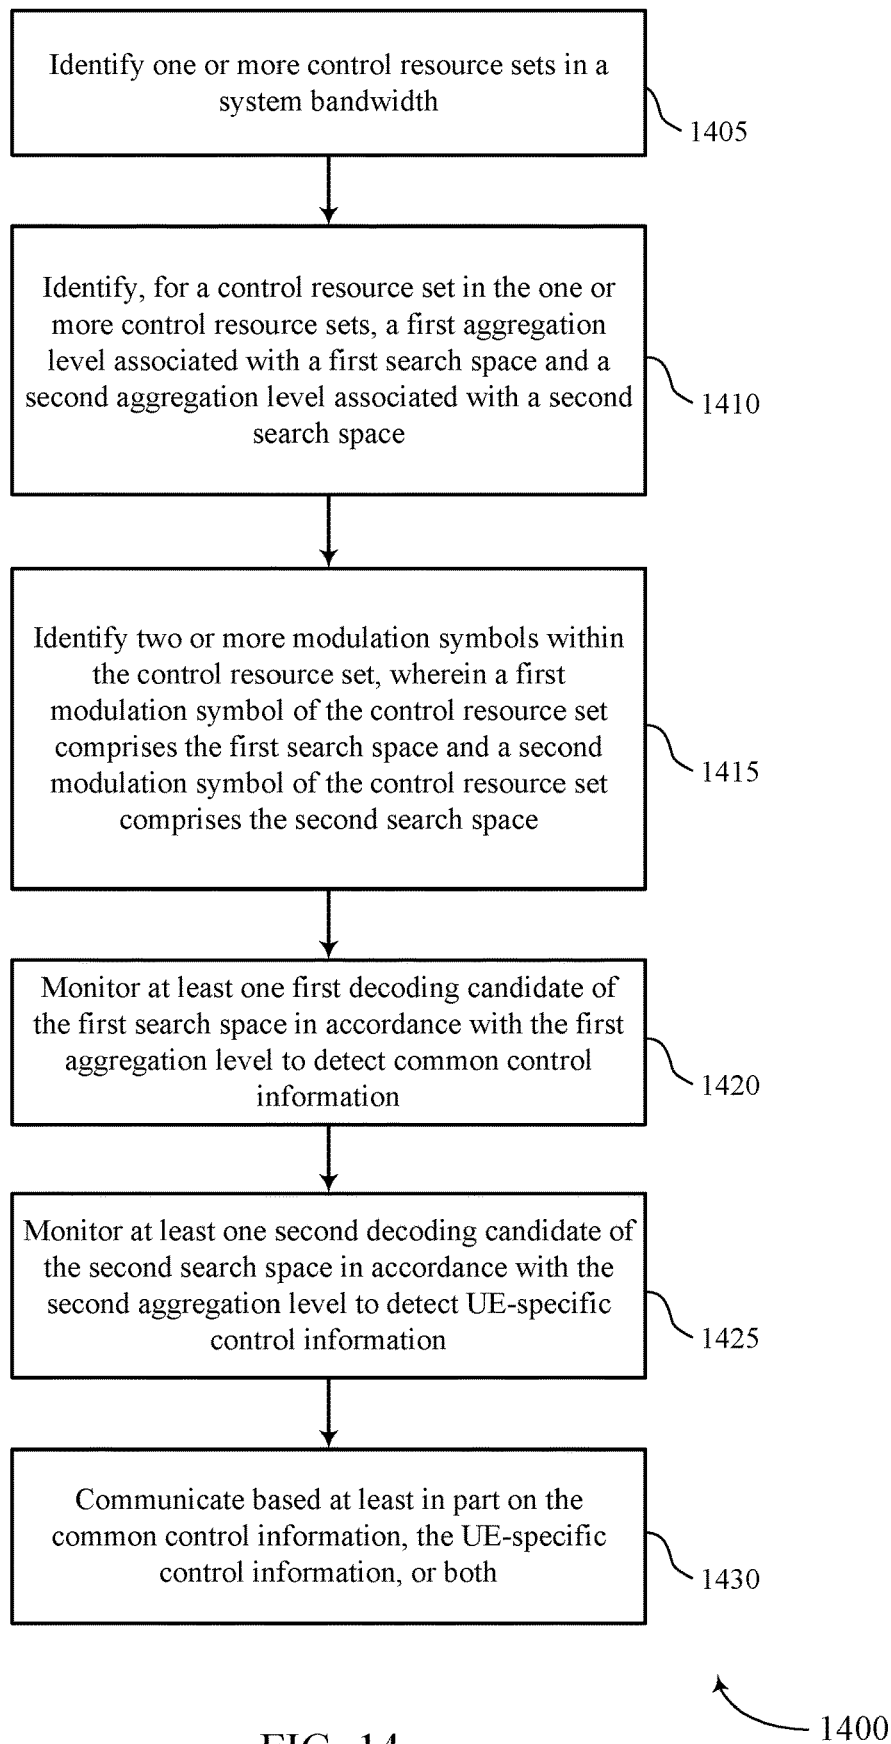 Identify one or more control resource sets in a
system bandwidth
1405
Identify, for a control resource set in the one or
more control resource sets, a first aggregation
level associated with a first search space and a
second aggregation level associated with a second
search space
1410
Identify two or more modulation symbols within
the control resource set, wherein a first
modulation symbol of the control resource set
comprises the first search space and a second
modulation symbol of the control resource set
comprises the second search space
1415
Monitor at least one first decoding candidate of
the first search space in accordance with the first
aggregation level to detect common control
information
1420
Monitor at least one second decoding candidate of
the second search space in accordance with the
second aggregation level to detect UE-specific
control information
1425
Communicate based at least in part on the
common control information, the UE-specific
control information, or both
1430
1400
FIG. 14